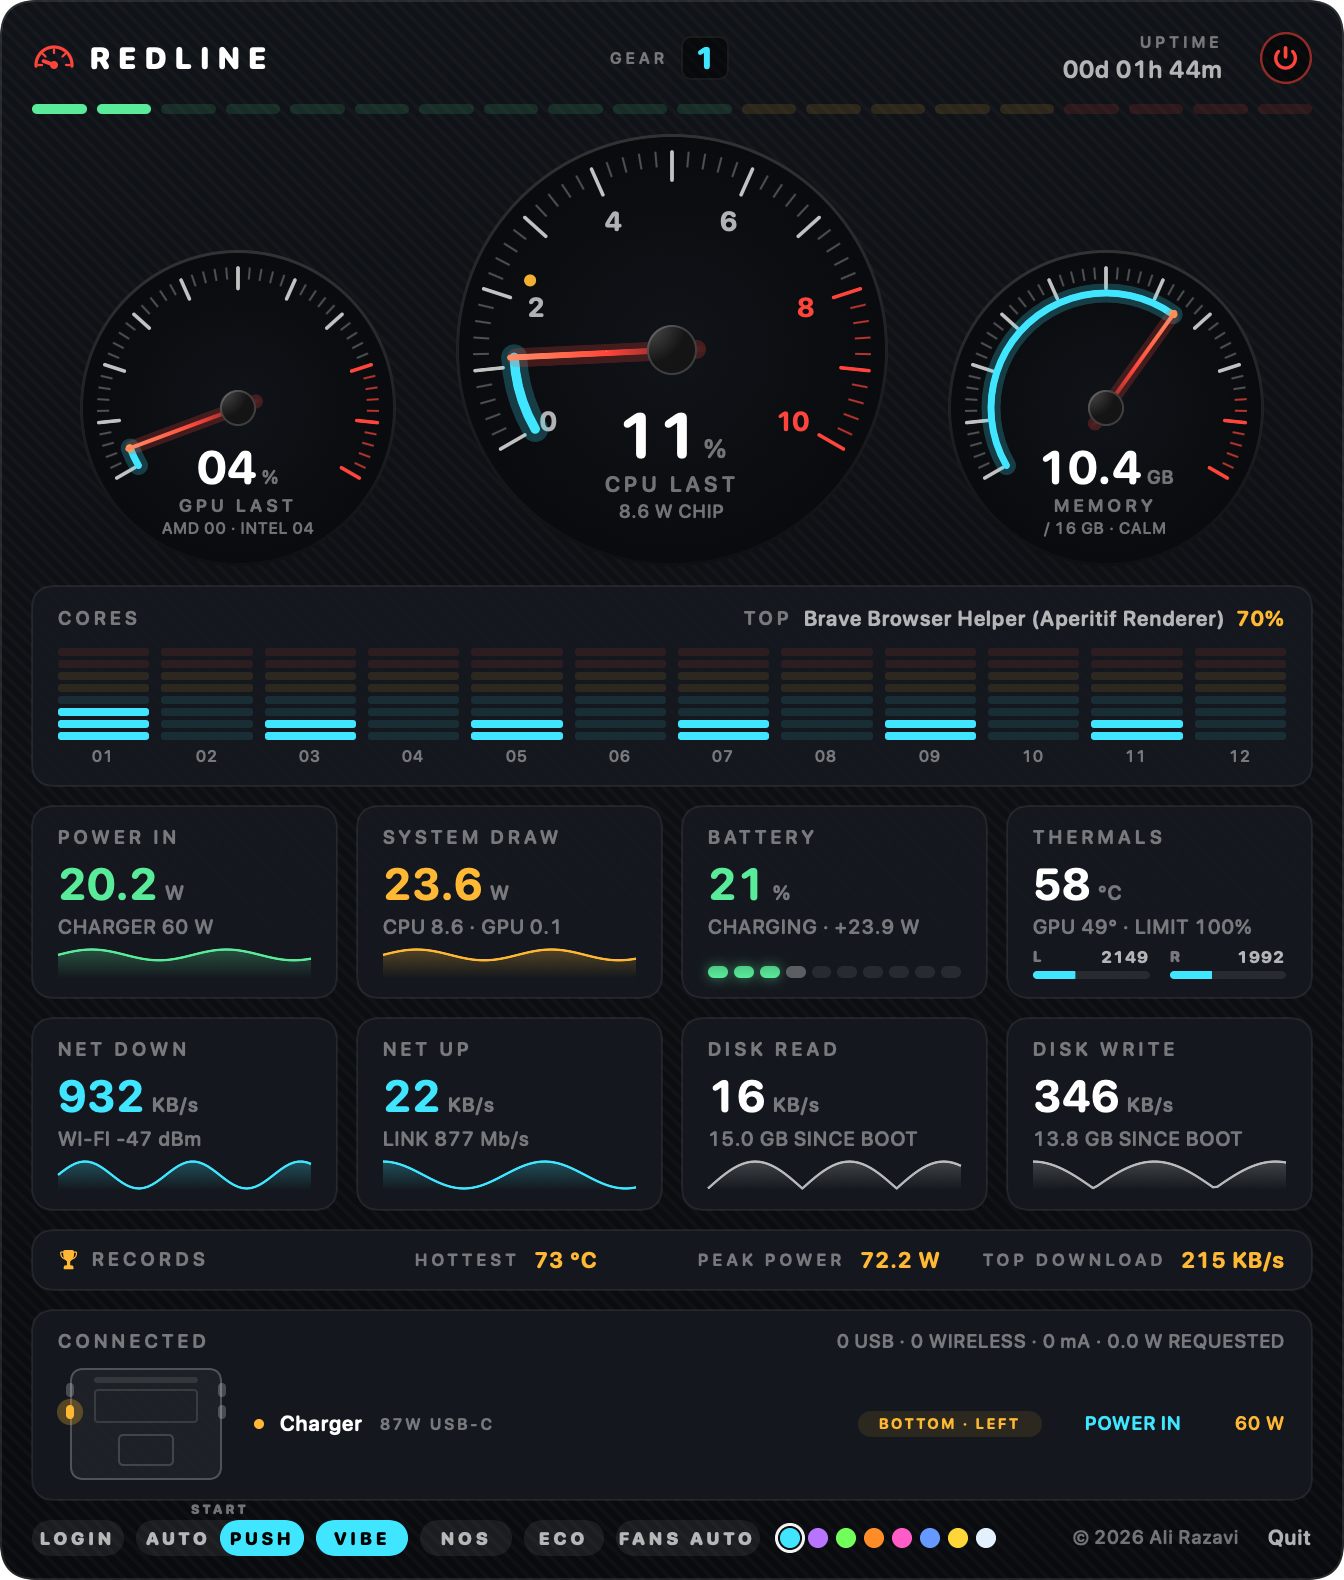 REDLINE
GEAR 1
UPTIME
00d 01h 44m
4 6
2 8
0 10
11 %
CPU LAST
8.6 W CHIP
04 %
GPU LAST
AMD 00 · INTEL 04
10.4 GB
MEMORY
/ 16 GB · CALM
CORES TOP Brave Browser Helper (Aperitif Renderer) 70%
01 02 03 04 05 06 07 08 09 10 11 12
POWER IN
20.2 W
CHARGER 60 W
SYSTEM DRAW
23.6 W
CPU 8.6 · GPU 0.1
BATTERY
21 %
CHARGING · +23.9 W
THERMALS
58 °C
GPU 49° · LIMIT 100%
L 2149 R 1992
NET DOWN
932 KB/s
WI-FI -47 dBm
NET UP
22 KB/s
LINK 877 Mb/s
DISK READ
16 KB/s
15.0 GB SINCE BOOT
DISK WRITE
346 KB/s
13.8 GB SINCE BOOT
RECORDS HOTTEST 73 °C PEAK POWER 72.2 W TOP DOWNLOAD 215 KB/s
CONNECTED 0 USB · 0 WIRELESS · 0 mA · 0.0 W REQUESTED
Charger 87W USB-C BOTTOM · LEFT POWER IN 60 W
START
LOGIN AUTO PUSH VIBE NOS ECO FANS AUTO © 2026 Ali Razavi Quit